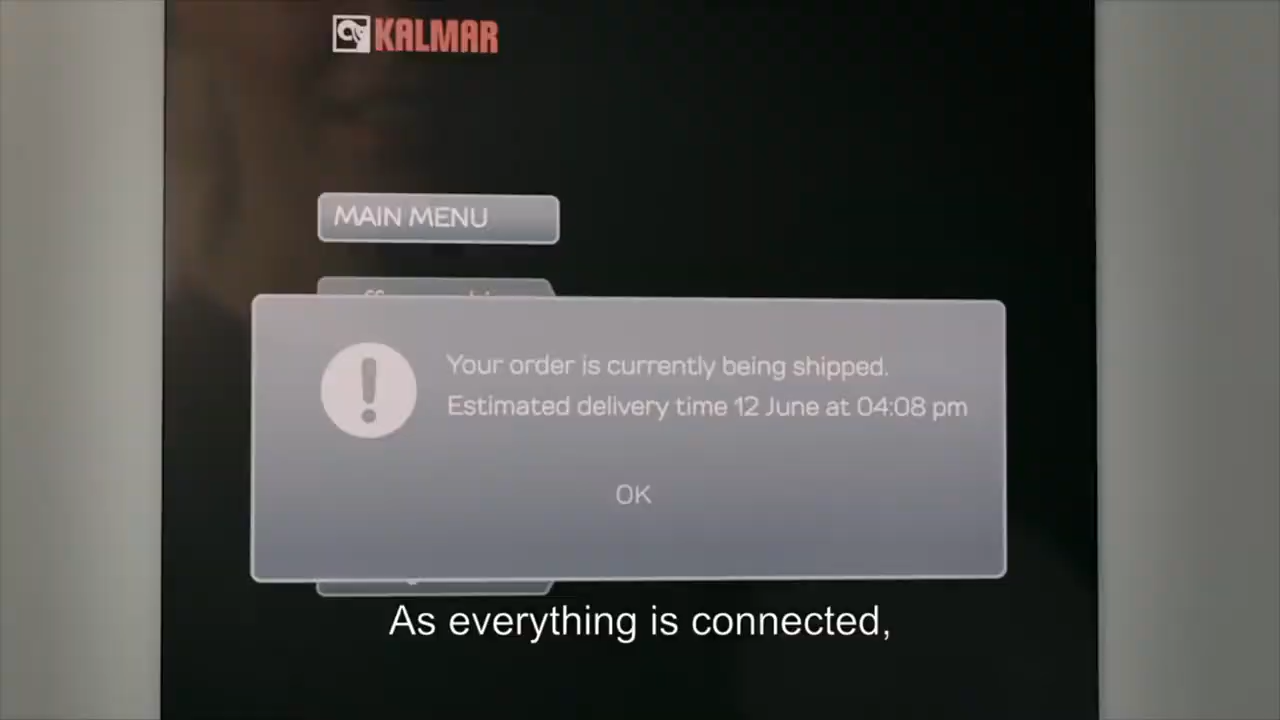 KALMAR
MAIN MENU
Your order is currently being shipped.
Estimated delivery time 12 June at 04:08 pm
OK
As everything is connected,